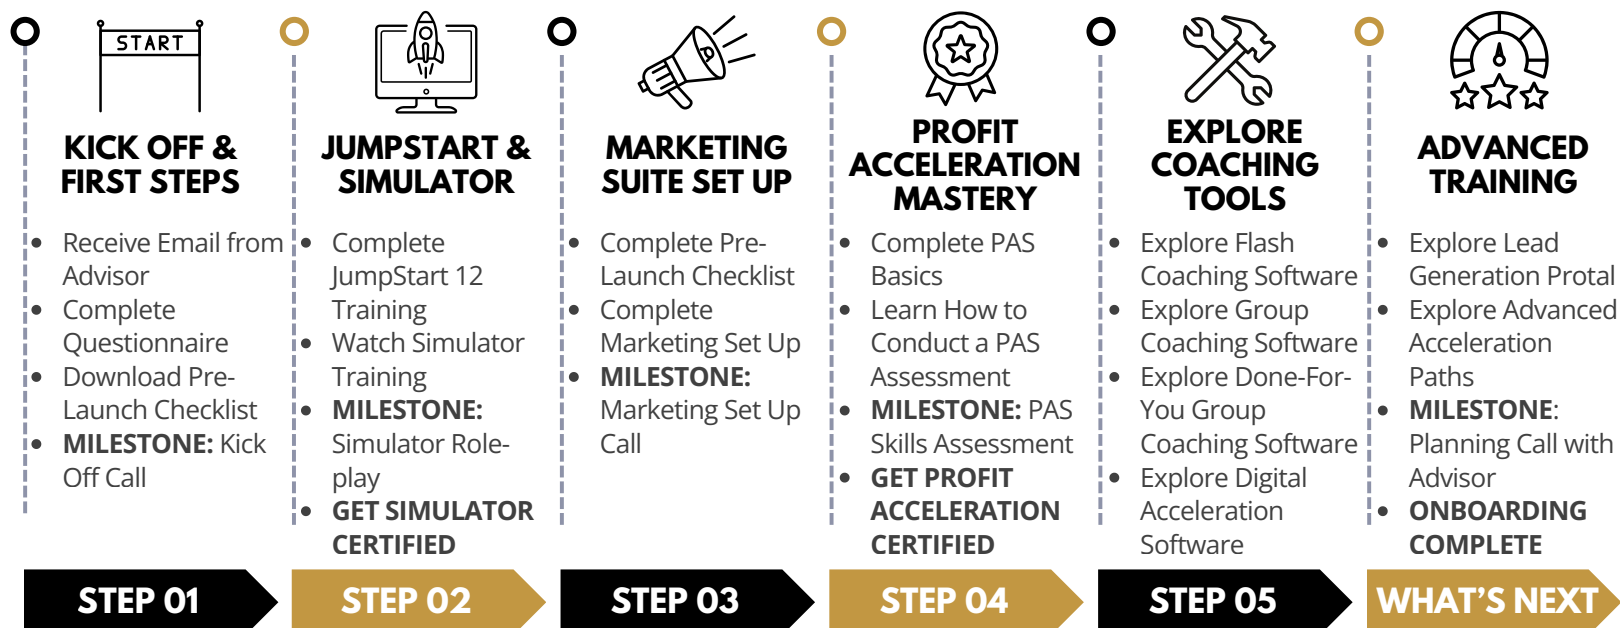 START
KICK OFF &
FIRST STEPS
• Receive Email from
Advisor
• Complete
Questionnaire
• Download Pre-
Launch Checklist
• MILESTONE: Kick
Off Call
STEP 01
JUMPSTART &
SIMULATOR
• Complete
JumpStart 12
Training
• Watch Simulator
Training
• MILESTONE:
Simulator Role-
play
• GET SIMULATOR
CERTIFIED
STEP 02
MARKETING
SUITE SET UP
• Complete Pre-
Launch Checklist
• Complete
Marketing Set Up
• MILESTONE:
Marketing Set Up
Call
STEP 03
PROFIT
ACCELERATION
MASTERY
• Complete PAS
Basics
• Learn How to
Conduct a PAS
Assessment
• MILESTONE: PAS
Skills Assessment
• GET PROFIT
ACCELERATION
CERTIFIED
STEP 04
EXPLORE
COACHING
TOOLS
• Explore Flash
Coaching Software
• Explore Group
Coaching Software
• Explore Done-For-
You Group
Coaching Software
• Explore Digital
Acceleration
Software
STEP 05
ADVANCED
TRAINING
• Explore Lead
Generation Protal
• Explore Advanced
Acceleration
Paths
• MILESTONE:
Planning Call with
Advisor
• ONBOARDING
COMPLETE
WHAT'S NEXT